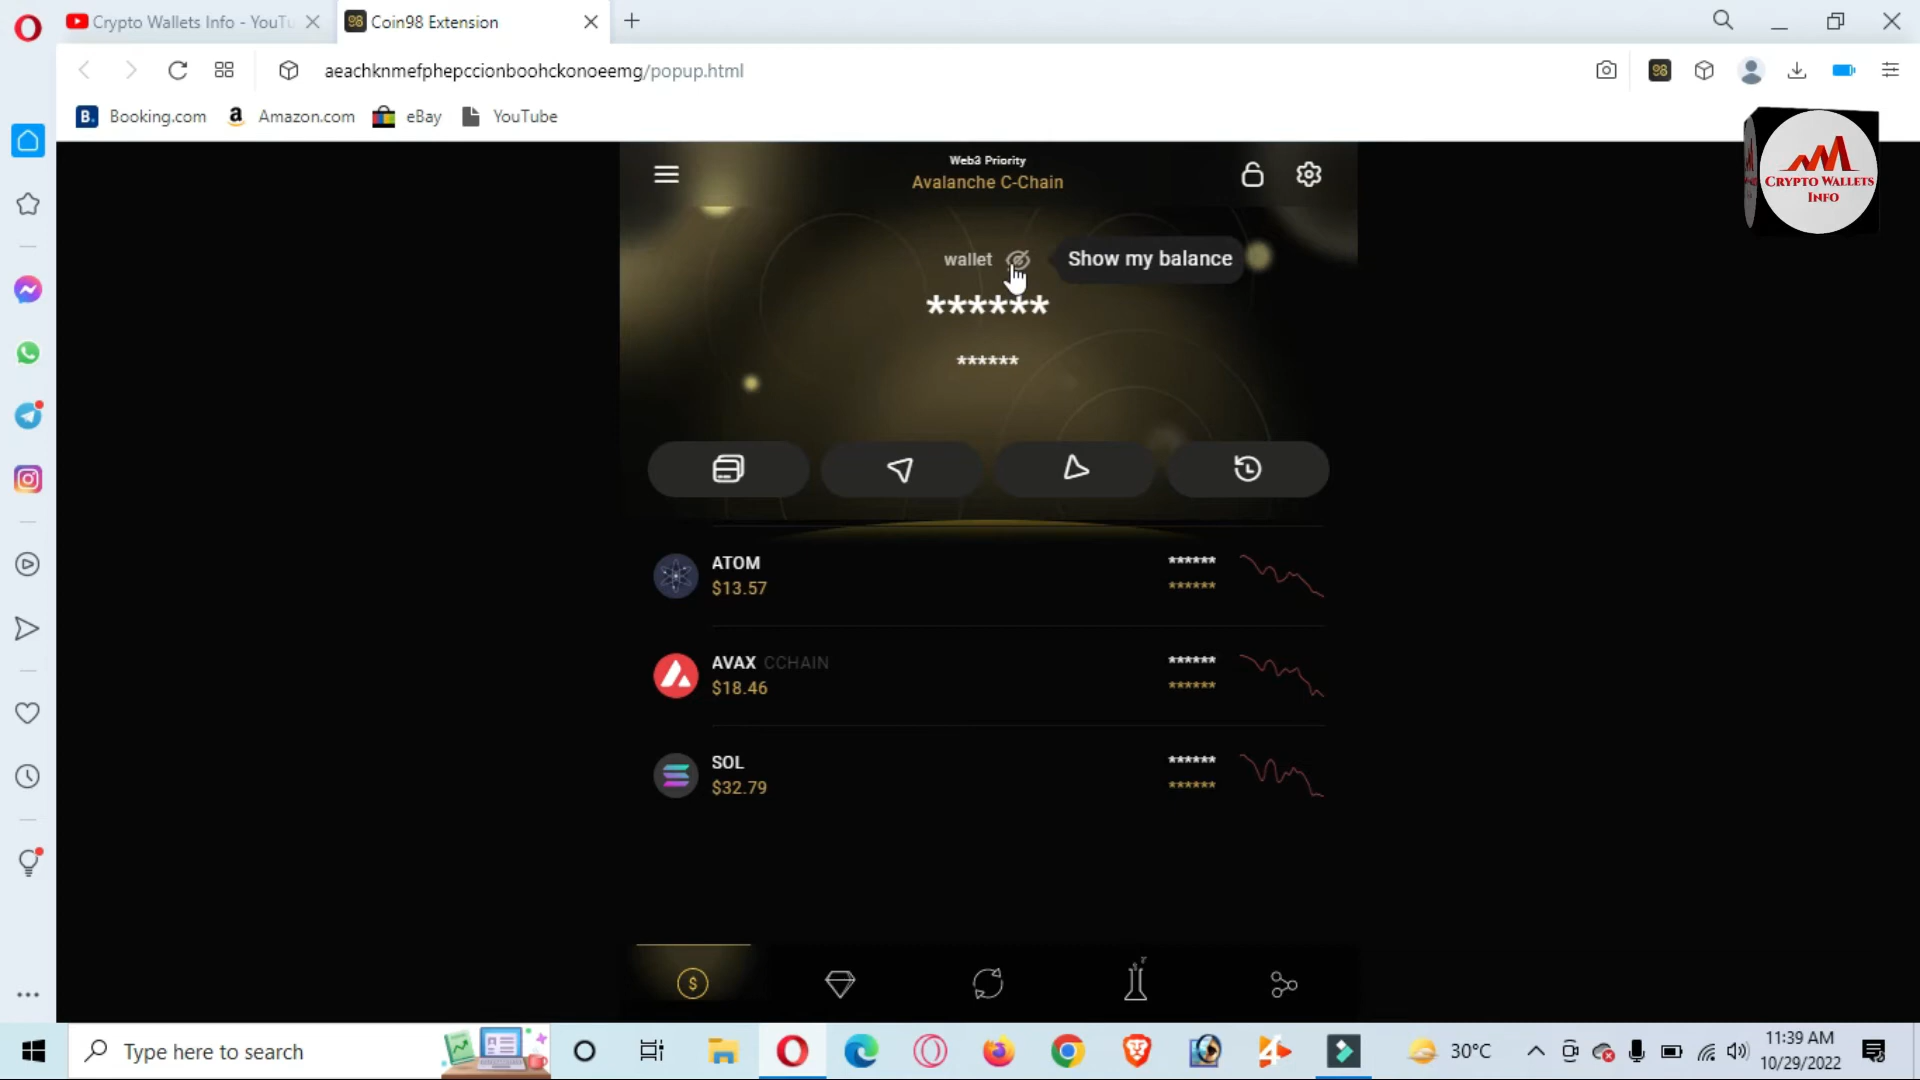 Crypto Wallets Info - YouTu
Coin98 Extension
aeachknmefphepccionboohckonoeemg/popup.html
98
B. Booking.com
a Amazon.com
eBay
YouTube
CRYPTO WALLETS
INFO
Web3 Priority
Avalanche C-Chain
wallet
Show my balance
******
******
ATOM
$13.57
******
******
AVAX CCHAIN
$18.46
******
******
SOL
$32.79
******
******
$
Type here to search
30°C
11:39 AM
10/29/2022